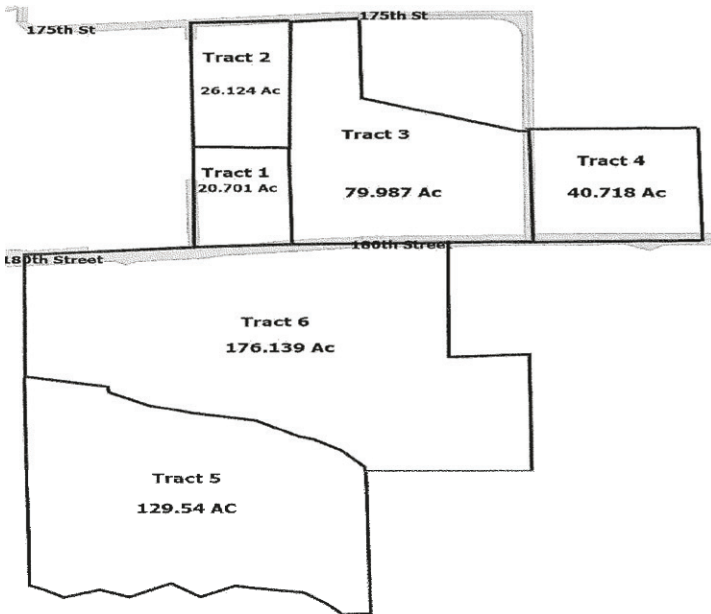 175th St
175th St
Tract 2
26.124 Ac
Tract 3
79.987 Ac
Tract 4
40.718 Ac
Tract 1
20.701 Ac
180th Street
180th Street
Tract 6
176.139 Ac
Tract 5
129.54 AC